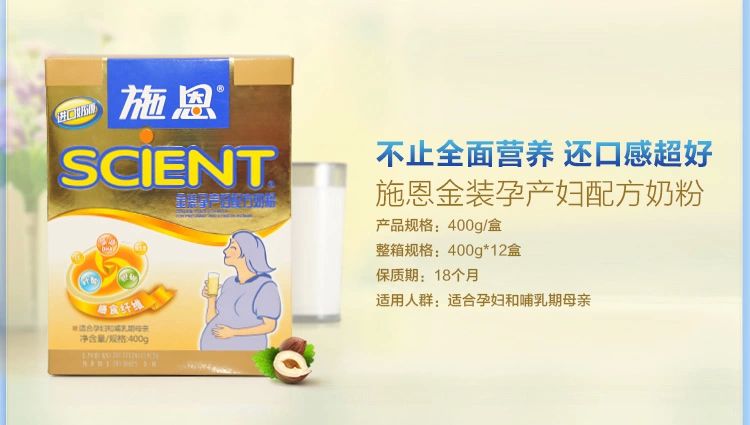 进口奶源
施恩®
SCIENT®
金装孕产妇配方奶粉
膳食纤维
适合孕妇和哺乳期母亲
净含量/规格:400g
不止全面营养 还口感超好
施恩金装孕产妇配方奶粉
产品规格：400g/盒
整箱规格：400g*12盒
保质期：18个月
适用人群：适合孕妇和哺乳期母亲